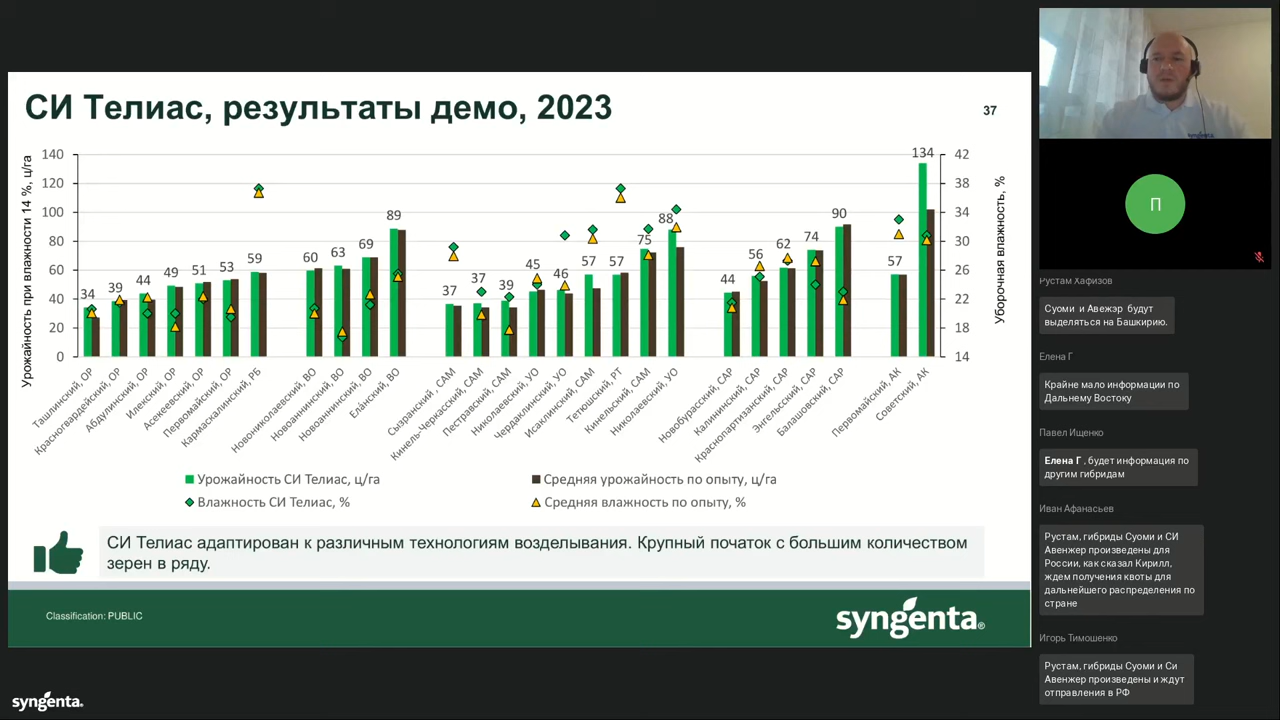 СИ Телиас, результаты демо, 2023
37
Урожайность при влажности 14 %, ц/га
140
120
100
80
60
40
20
0
34
39
44
49
51
53
59
60
63
69
89
37
37
39
45
46
57
57
75
88
44
56
62
74
90
57
134
42
38
34
30
26
22
18
14
Уборочная влажность, %
Ташлинский, ОР
Красногвардейский, ОР
Абдулинский, ОР
Илекский, ОР
Асекеевский, ОР
Первомайский, ОР
Кармаскалинский, РБ
Новониколаевский, ВО
Новоаннинский, ВО
Новоаннинский, ВО
Еланский, ВО
Сызранский , САМ
Кинель-Черкасский, САМ
Пестравский, САМ
Николаевский, УО
Чердаклинский, УО
Исаклинский, САМ
Тетюшский, РТ
Кинельский, САМ
Николаевский, УО
Новобурасский, САР
Калининский, САР
Краснопартизанский, САР
Энгельсский, САР
Балашовский, САР
Первомайский, АК
Советский, АК
Урожайность СИ Телиас, ц/га
Средняя урожайность по опыту, ц/га
Влажность СИ Телиас, %
Средняя влажность по опыту, %
СИ Телиас адаптирован к различным технологиям возделывания. Крупный початок с большим количеством
зерен в ряду.
Classification: PUBLIC
syngenta®
syngenta.
syngenta.
П
Рустам Хафизов
Суоми и Авежэр будут
выделяться на Башкирию.
Елена Г
Крайне мало информации по
Дальнему Востоку
Павел Ищенко
Елена Г , будет информация по
другим гибридам
Иван Афанасьев
Рустам, гибриды Суоми и СИ
Авенжер произведены для
России, как сказал Кирилл,
ждем получения квоты для
дальнейшего распределения по
стране
Игорь Тимошенко
Рустам, гибриды Суоми и Си
Авенжер произведены и ждут
отправления в РФ